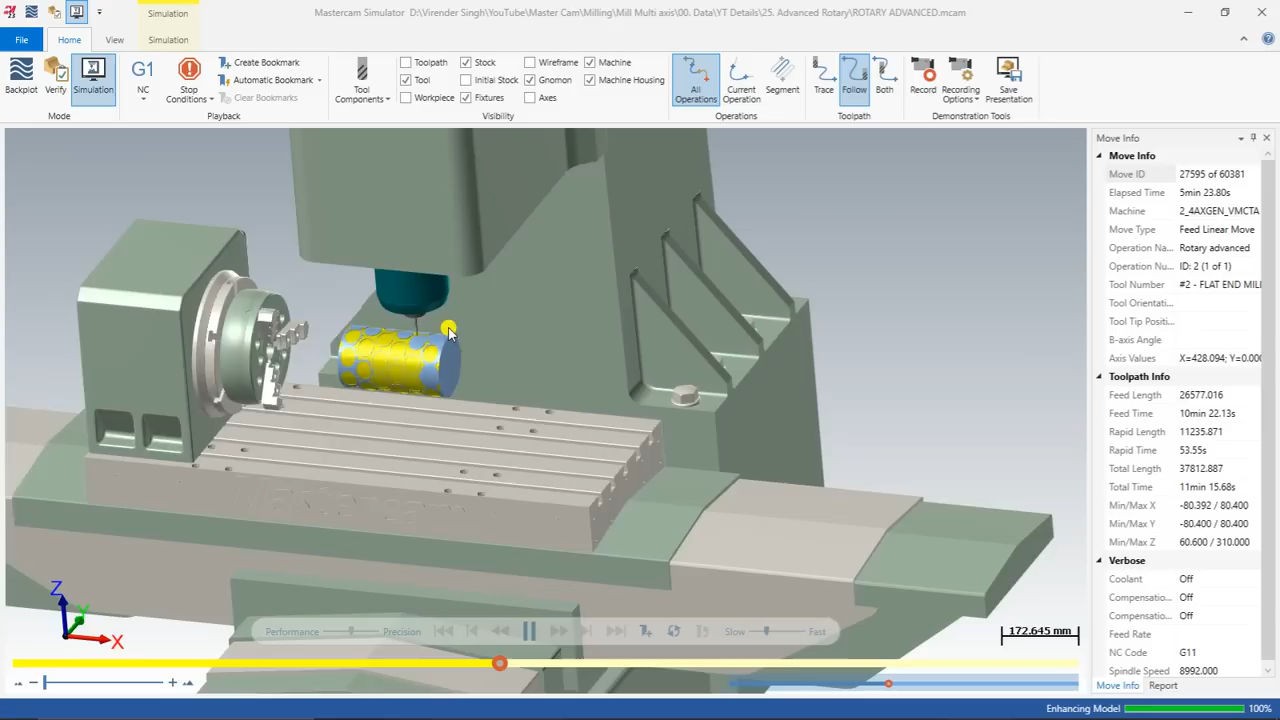 Simulation
Mastercam Simulator D:\Virender Singh\YouTube\Master Cam\Milling\Mill Multi axis\00. Data\YT Details\25. Advanced Rotary\ROTARY ADVANCED.mcam
File Home View Simulation
Backplot Verify Simulation
Mode
NC
Stop Conditions
Create Bookmark
Automatic Bookmark
Clear Bookmarks
Playback
Tool Components
Toolpath Stock Wireframe Machine
Tool Initial Stock Gnomon Machine Housing
Workpiece Fixtures Axes
Visibility
All Operations Current Operation Segment
Operations
Trace Follow Both
Toolpath
Record Recording Options Save Presentation
Demonstration Tools
Move Info
Move Info
Move ID 27595 of 60381
Elapsed Time 5min 23.80s
Machine 2_4AXGEN_VMCTA
Move Type Feed Linear Move
Operation Na... Rotary advanced
Operation Nu... ID: 2 (1 of 1)
Tool Number #2 - FLAT END MIL
Tool Orientati...
Tool Tip Positi...
B-axis Angle
Axis Values X=428.094; Y=0.00
Toolpath Info
Feed Length 26577.016
Feed Time 10min 22.13s
Rapid Length 11235.871
Rapid Time 53.55s
Total Length 37812.887
Total Time 11min 15.68s
Min/Max X -80.392 / 80.400
Min/Max Y -80.400 / 80.400
Min/Max Z 60.600 / 310.000
Verbose
Coolant Off
Compensatio... Off
Compensatio... Off
Feed Rate
NC Code G11
Spindle Speed 8992.000
Move Info Report
Z
Y
X
Performance Precision Slow Fast
172.645 mm
Enhancing Model 100%